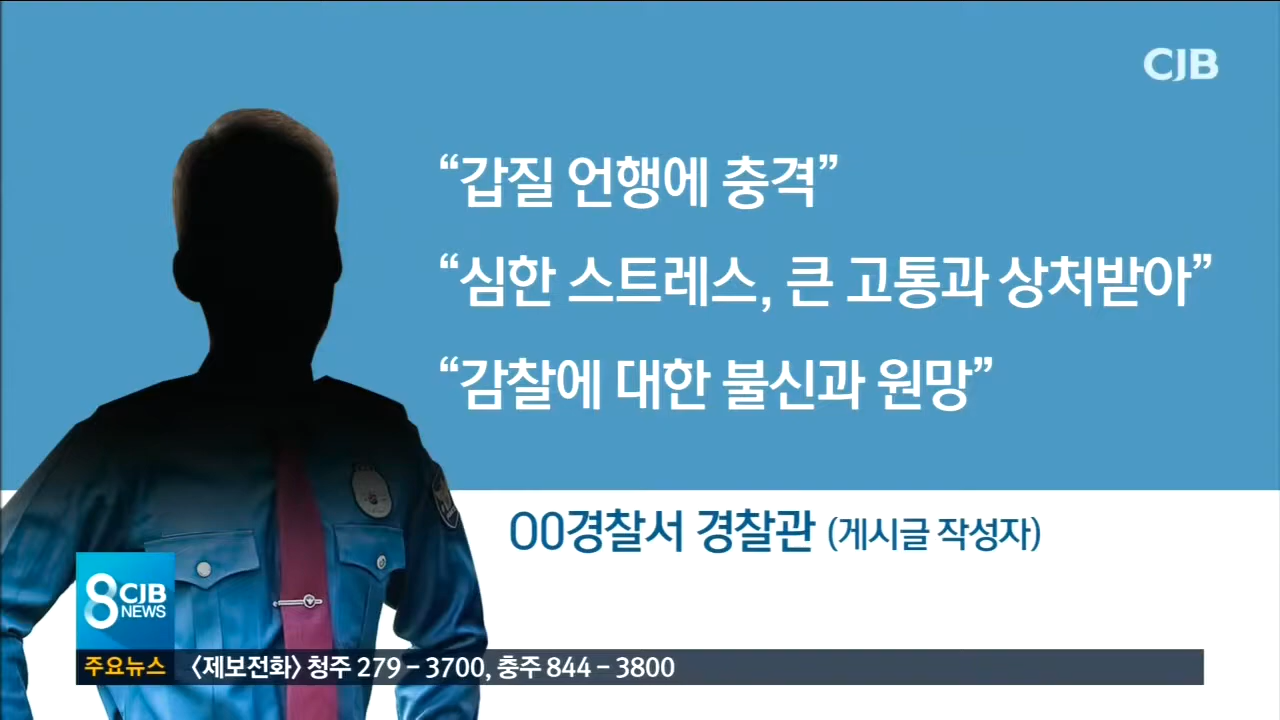 CJB
“갑질 언행에 충격”
“심한 스트레스, 큰 고통과 상처받아”
“감찰에 대한 불신과 원망”
OO경찰서 경찰관 (게시글 작성자)
8 CJB
NEWS
주요뉴스 〈제보전화〉 청주 279 - 3700, 충주 844 - 3800